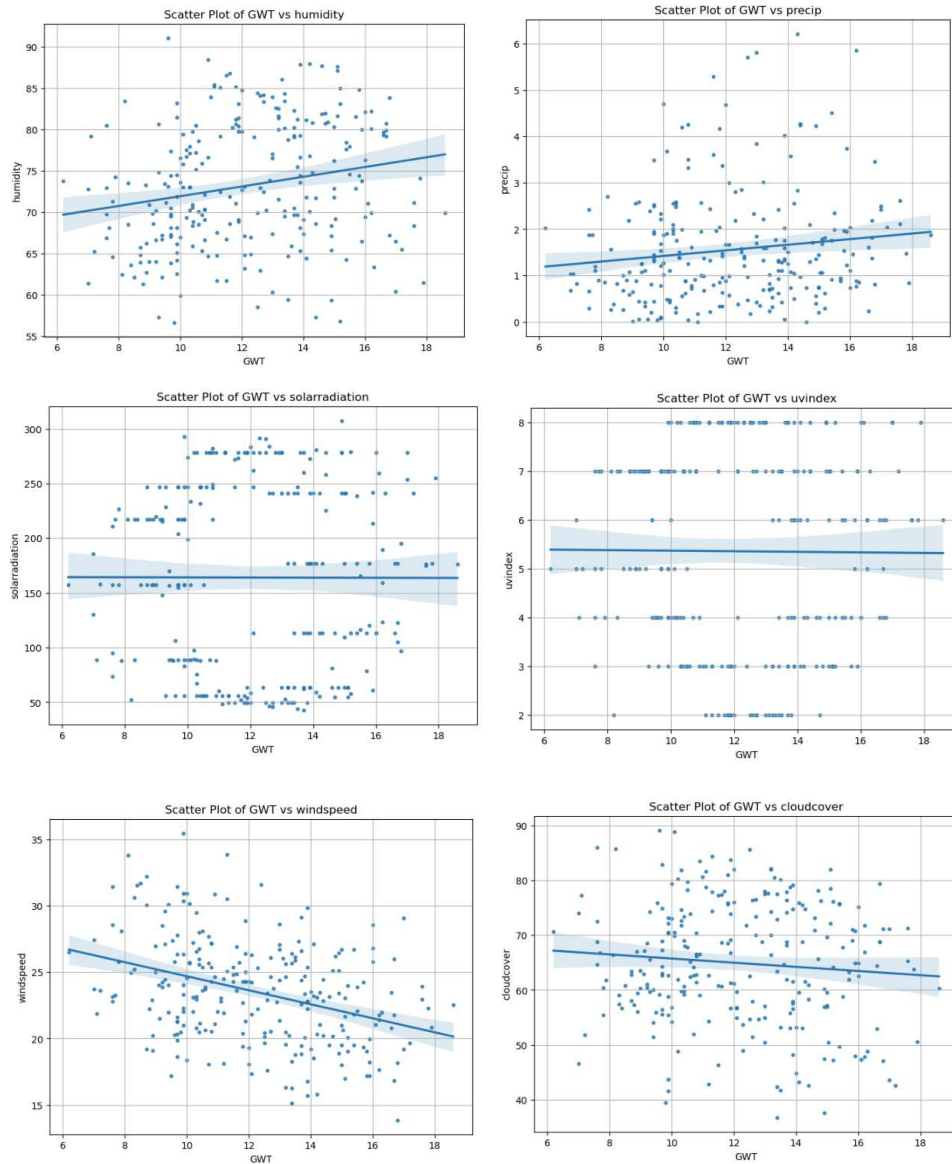 Scatter Plot of GWT vs humidity
90
85
80
75
70
65
60
55
humidity
6 8 10 12 14 16 18
GWT
Scatter Plot of GWT vs precip
6
5
4
3
2
1
0
precip
6 8 10 12 14 16 18
GWT
Scatter Plot of GWT vs solarradiation
300
250
200
150
100
50
solarradiation
6 8 10 12 14 16 18
GWT
Scatter Plot of GWT vs uvindex
8
7
6
5
4
3
2
uvindex
6 8 10 12 14 16 18
GWT
Scatter Plot of GWT vs windspeed
35
30
25
20
15
windspeed
6 8 10 12 14 16 18
GWT
Scatter Plot of GWT vs cloudcover
90
80
70
60
50
40
cloudcover
6 8 10 12 14 16 18
GWT